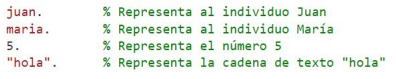 juan.        % Representa al individuo Juan
maria.       % Representa al individuo María
5.           % Representa el número 5
"hola".      % Representa la cadena de texto "hola"